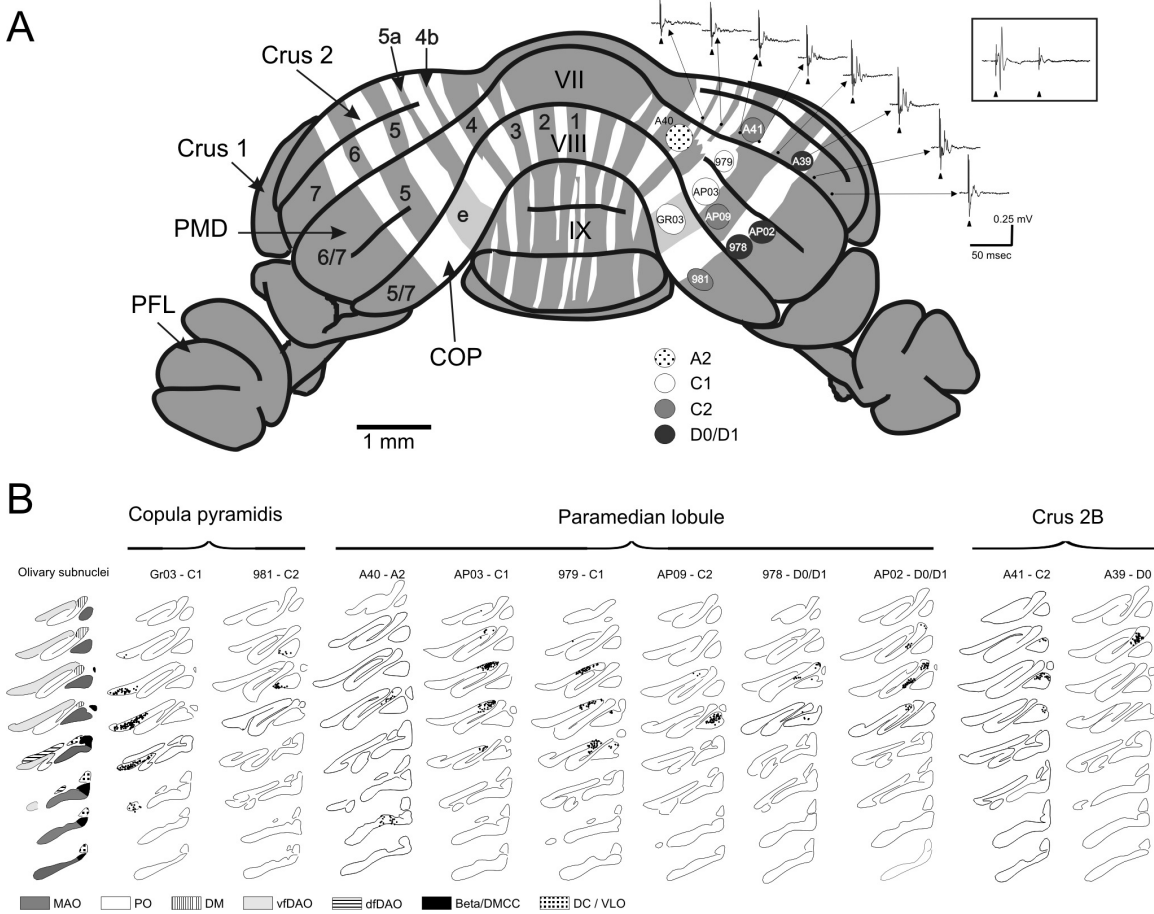 A
5a 4b
Crus 2
VII
5 4 3 2 1
VIII
A40 A41
Crus 1
6
979 A39
7
5
AP03
PMD
e
GR03 AP09
IX
AP02
978
0.25 mV
50 msec
6/7
981
5/7
PFL
COP
A2
C1
C2
D0/D1
1 mm
B
Copula pyramidis Paramedian lobule Crus 2B
Olivary subnuclei Gr03 - C1 981 - C2 A40 - A2 AP03 - C1 979 - C1 AP09 - C2 978 - D0/D1 AP02 - D0/D1 A41 - C2 A39 - D0
MAO PO DM vfDAO dfDAO Beta/DMCC DC / VLO